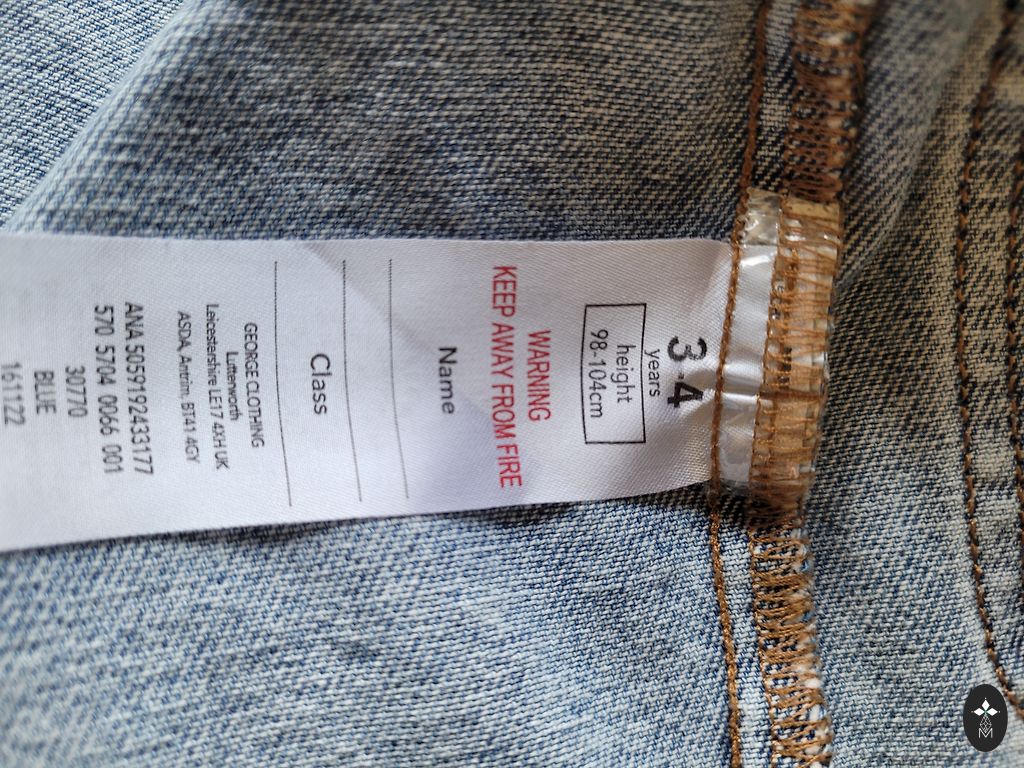 3-4
years
height
98-104cm
WARNING
KEEP AWAY FROM FIRE
Name
Class
GEORGE CLOTHING
Lutterworth
Leicestershire LE17 4XH UK
ASDA, Antrim, BT41 4GY
ANA 5059192433177
570 5704 0066 001
30770
BLUE
161122
M